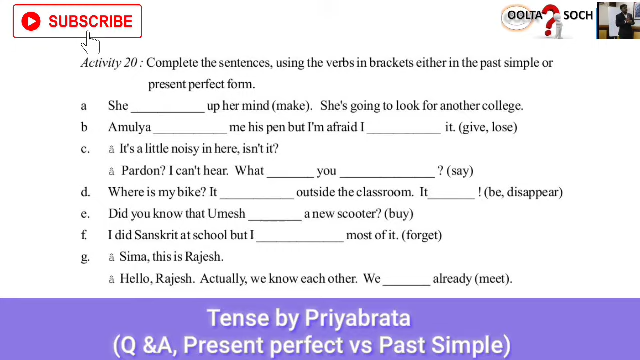 SUBSCRIBE
OOLTA ? SOCH
Activity 20 : Complete the sentences, using the verbs in brackets either in the past simple or
present perfect form.
a She __________ up her mind (make). She's going to look for another college.
b Amulya __________ me his pen but I'm afraid I __________ it. (give, lose)
c. a It's a little noisy in here, isn't it?
a Pardon? I can't hear. What _______ you ______________ ? (say)
d. Where is my bike? It ___________ outside the classroom. It_______ ! (be, disappear)
e. Did you know that Umesh ________ a new scooter? (buy)
f. I did Sanskrit at school but I _____________ most of it. (forget)
g. a Sima, this is Rajesh.
a Hello, Rajesh. Actually, we know each other. We _______ already (meet).
Tense by Priyabrata
(Q &A, Present perfect vs Past Simple)